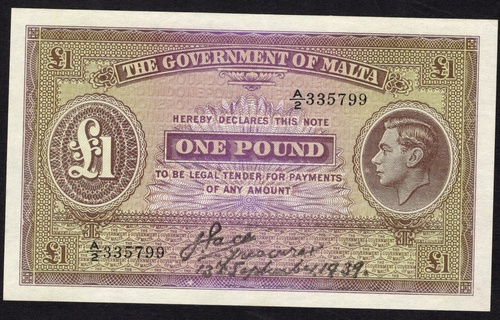 £1 THE GOVERNMENT OF MALTA £1
A/2 335799
HEREBY DECLARES THIS NOTE
£1 ONE POUND
TO BE LEGAL TENDER FOR PAYMENTS
OF ANY AMOUNT
A/2 335799
Treasurer
£1 13th September 1939. £1